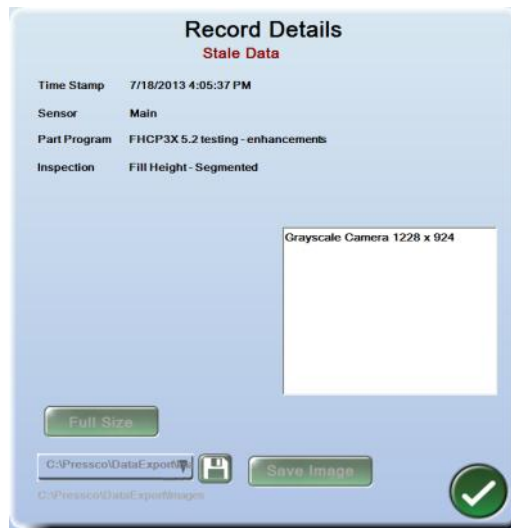 Record Details
Stale Data
Time Stamp 7/18/2013 4:05:37 PM
Sensor Main
Part Program FHCP3X 5.2 testing - enhancements
Inspection Fill Height - Segmented
Grayscale Camera 1228 x 924
Full Size
C:\Pressco\DataExport\
Save Image
C:\Pressco\DataExport\Images